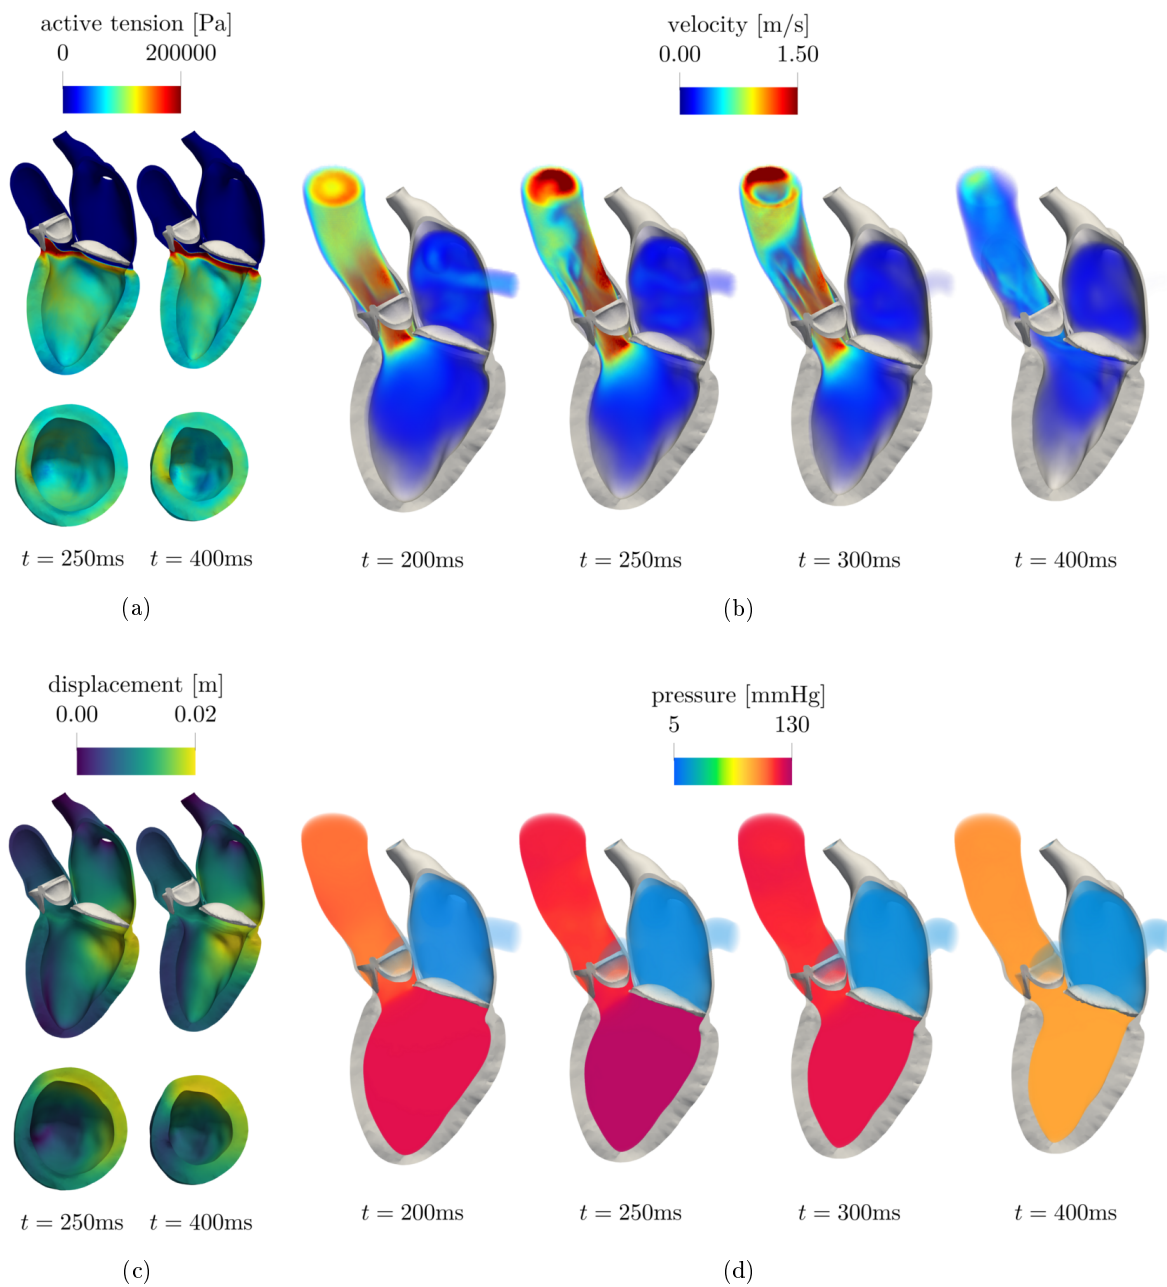 active tension [Pa]
0 200000
velocity [m/s]
0.00 1.50
t = 250ms t = 400ms
t = 200ms t = 250ms t = 300ms t = 400ms
(a)
(b)
displacement [m]
0.00 0.02
pressure [mmHg]
5 130
t = 250ms t = 400ms
t = 200ms t = 250ms t = 300ms t = 400ms
(c)
(d)